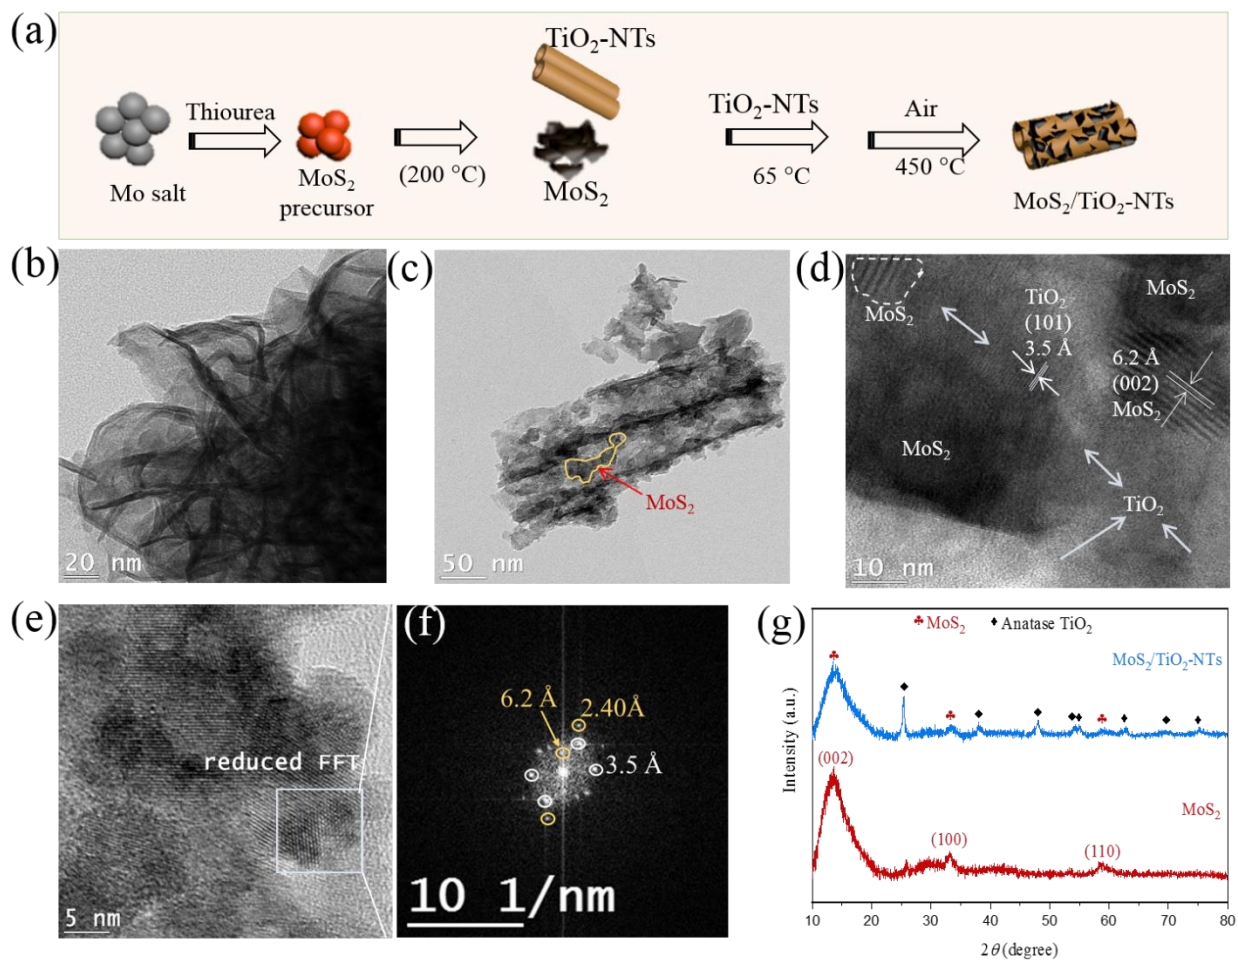 (a)
TiO2-NTs
Thiourea
TiO2-NTs
Air
(200 °C)
65 °C
450 °C
Mo salt
MoS2
precursor
MoS2
MoS2/TiO2-NTs
(b)
20 nm
(c)
MoS2
50 nm
(d)
MoS2
TiO2
(101)
3.5 Å
MoS2
6.2 Å
(002)
MoS2
MoS2
TiO2
10 nm
(e)
reduced FFT
5 nm
(f)
6.2 Å
2.40Å
3.5 Å
10 1/nm
(g)
♣ MoS2 ♦ Anatase TiO2
MoS2/TiO2-NTs
(002)
MoS2
(100)
(110)
Intensity (a.u.)
10 20 30 40 50 60 70 80
2θ (degree)